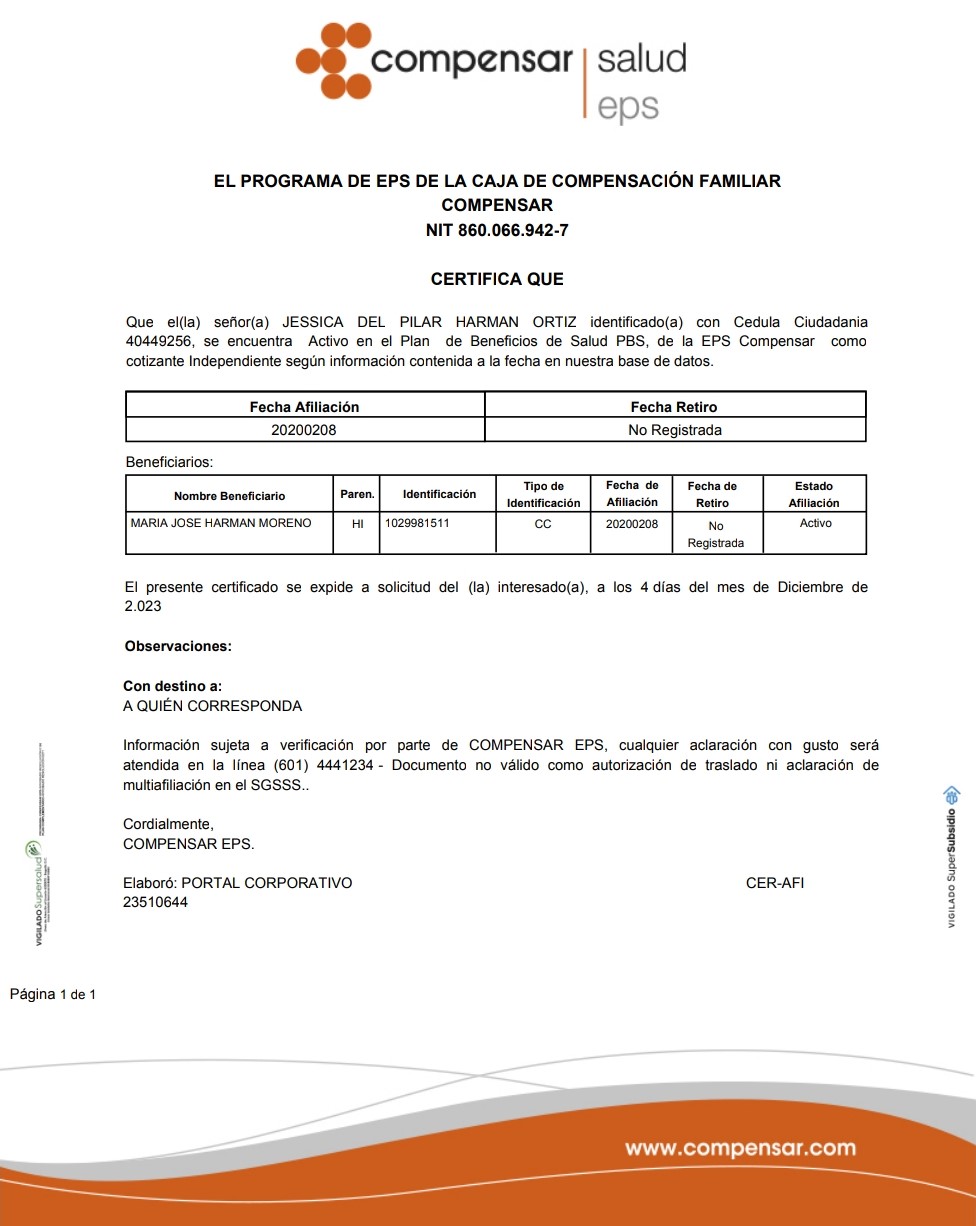 compensar salud
eps
EL PROGRAMA DE EPS DE LA CAJA DE COMPENSACIÓN FAMILIAR
COMPENSAR
NIT 860.066.942-7
CERTIFICA QUE
Que el(la) señor(a) JESSICA DEL PILAR HARMAN ORTIZ identificado(a) con Cedula Ciudadania
40449256, se encuentra Activo en el Plan de Beneficios de Salud PBS, de la EPS Compensar como
cotizante Independiente según información contenida a la fecha en nuestra base de datos.
Fecha Afiliación Fecha Retiro
20200208 No Registrada
Beneficiarios:
Nombre Beneficiario Paren. Identificación Tipo de Identificación Fecha de Afiliación Fecha de Retiro Estado Afiliación
MARIA JOSE HARMAN MORENO HI 1029981511 CC 20200208 No Registrada Activo
El presente certificado se expide a solicitud del (la) interesado(a), a los 4 días del mes de Diciembre de
2.023
Observaciones:
Con destino a:
A QUIÉN CORRESPONDA
Información sujeta a verificación por parte de COMPENSAR EPS, cualquier aclaración con gusto será
atendida en la línea (601) 4441234 - Documento no válido como autorización de traslado ni aclaración de
multiafiliación en el SGSSS..
Cordialmente,
COMPENSAR EPS.
Elaboró: PORTAL CORPORATIVO CER-AFI
23510644
VIGILADO Supersalud
VIGILADO SuperSubsidio
Página 1 de 1
www.compensar.com